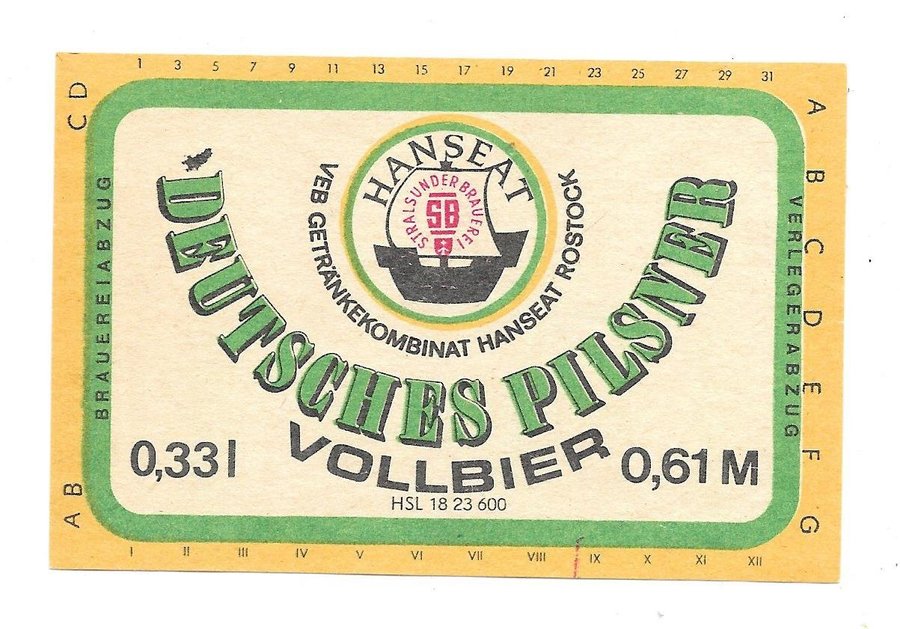 1 3 5 7 9 11 13 15 17 19 21 23 25 27 29 31
C D
A B
BRAUEREIABZUG
HANSEAT
STRALSUNDER BRAUEREI
SB
VEB GETRÄNKEKOMBINAT HANSEAT ROSTOCK
DEUTSCHES PILSNER
VOLLBIER
0,33 l
0,61 M
HSL 18 23 600
VERLEGERABZUG
A B C D E F G
I II III IV V VI VII VIII IX X XI XII